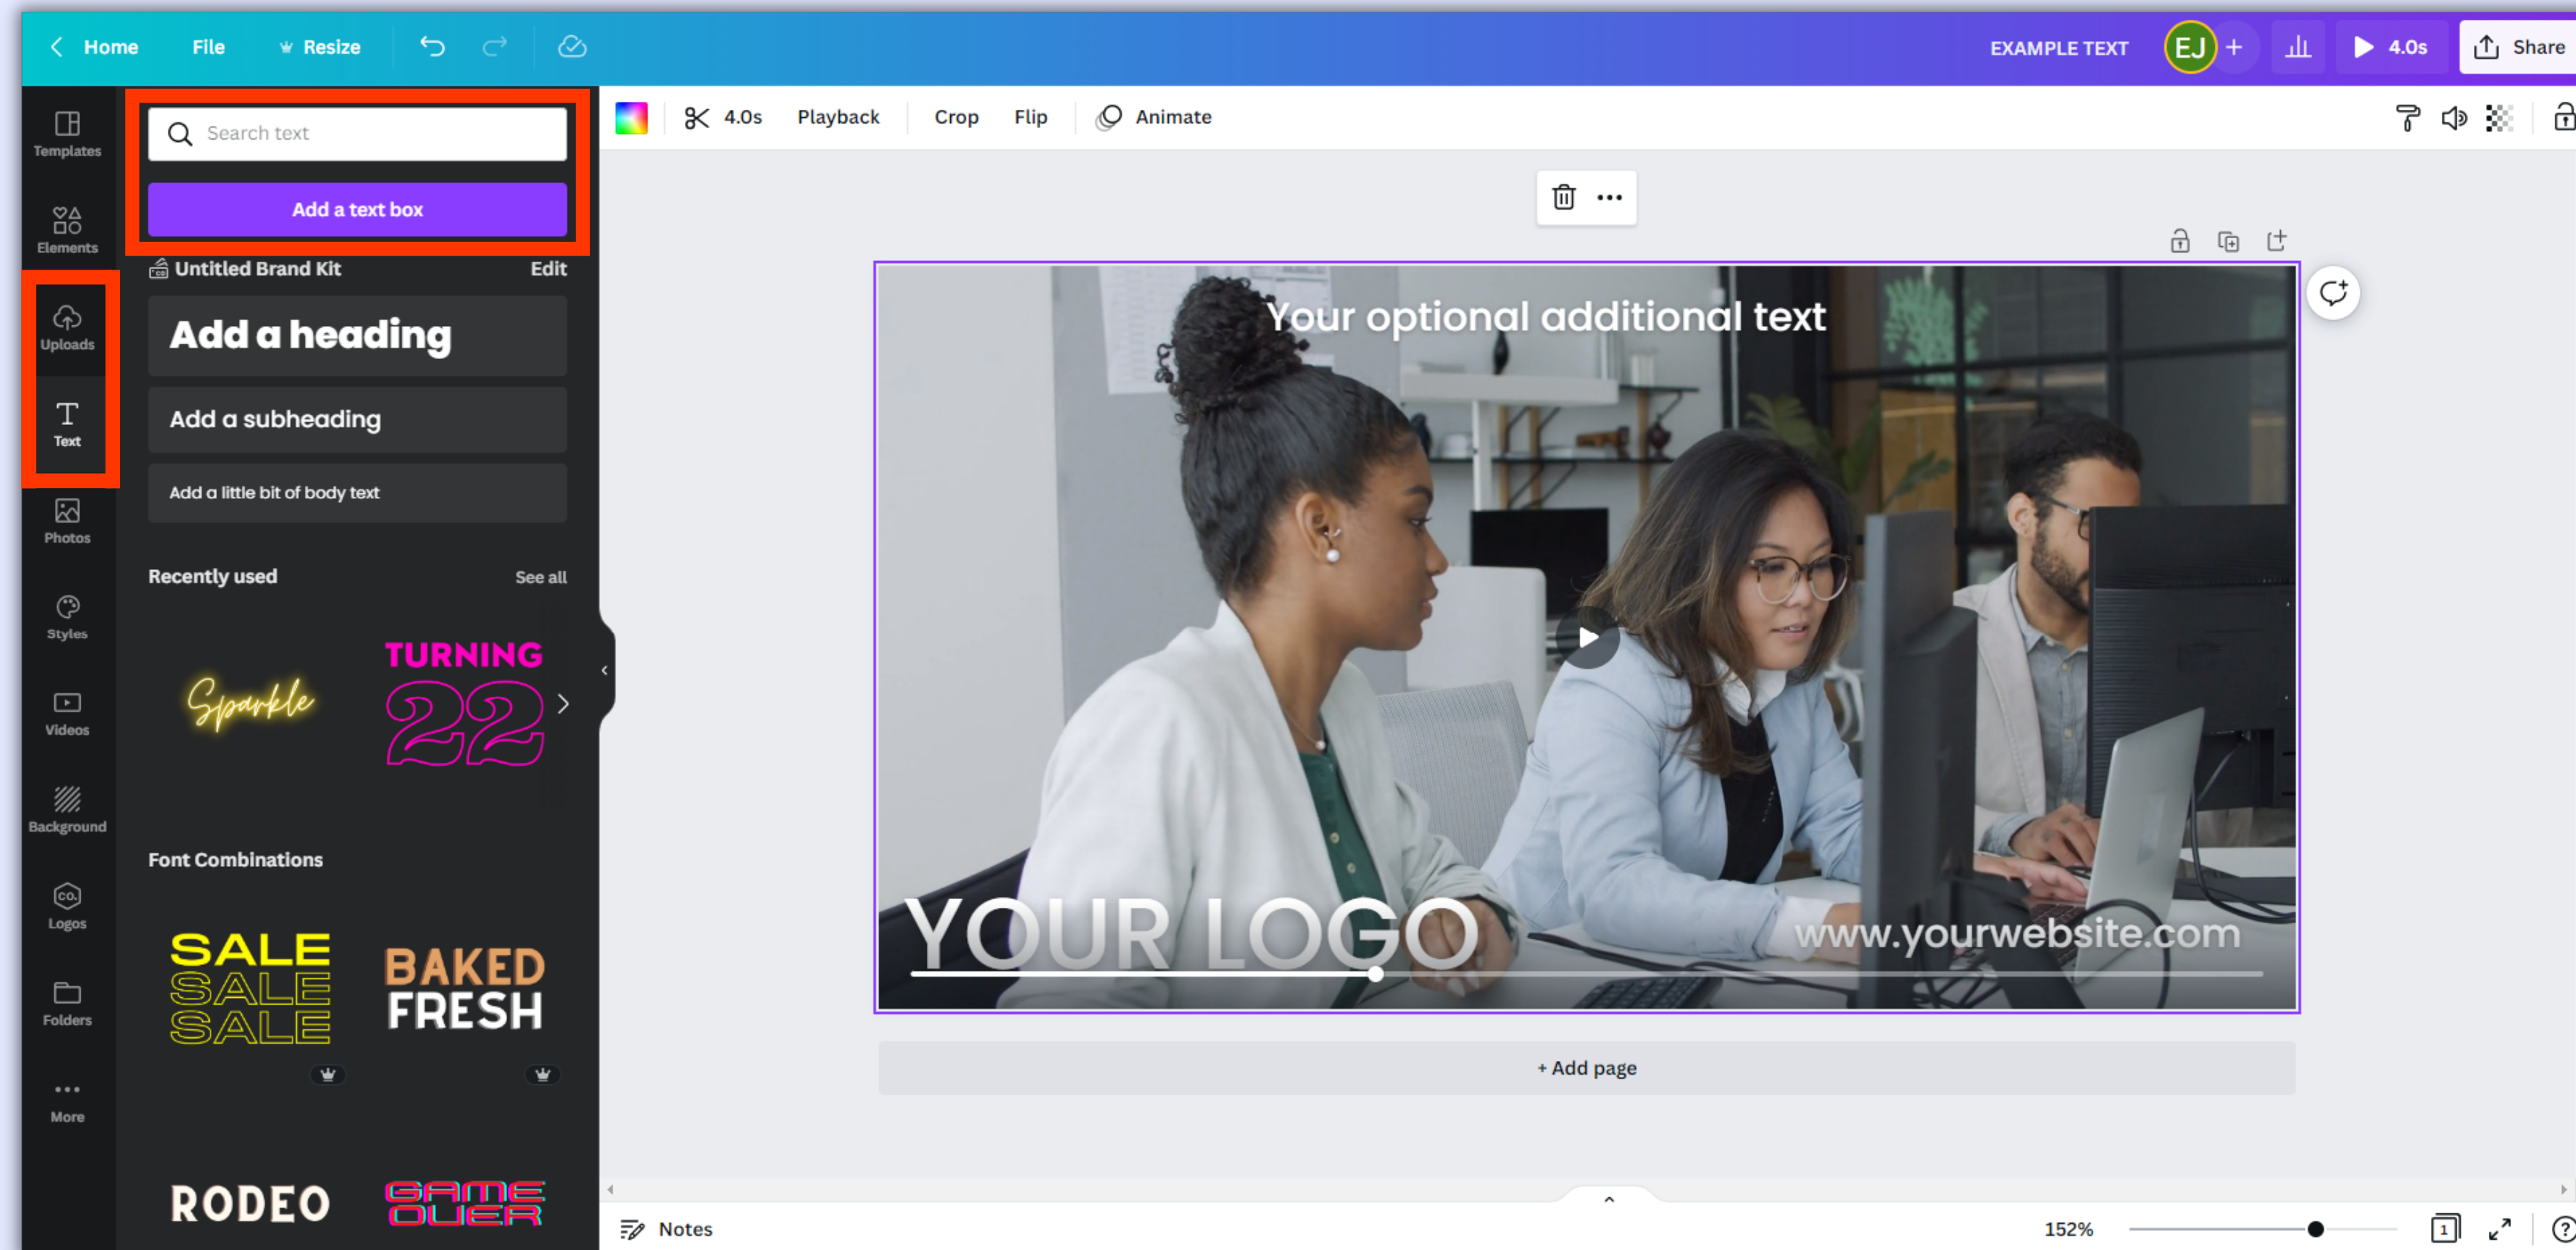 Home
File
Resize
EXAMPLE TEXT
EJ
4.0s
Share
Templates
Elements
Uploads
Text
Photos
Styles
Videos
Background
CO.
Logos
Folders
More
Search text
Add a text box
Untitled Brand Kit
Edit
Add a heading
Add a subheading
Add a little bit of body text
Recently used
See all
Sparkle
TURNING
22
Font Combinations
SALE
SALE
SALE
BAKED
FRESH
RODEO
GAME
OVER
4.0s
Playback
Crop
Flip
Animate
Your optional additional text
YOUR LOGO
www.yourwebsite.com
+ Add page
Notes
152%
1
?